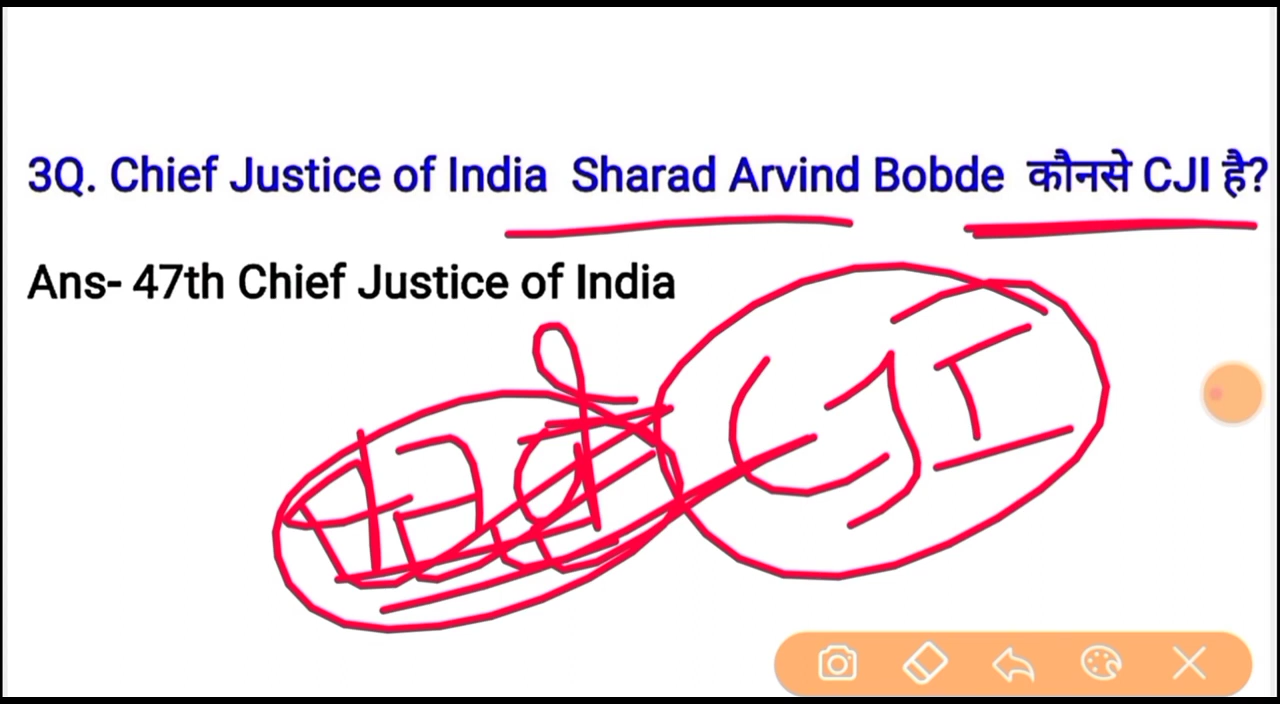 3Q. Chief Justice of India Sharad Arvind Bobde कौनसे CJI है?
Ans- 47th Chief Justice of India
CJI